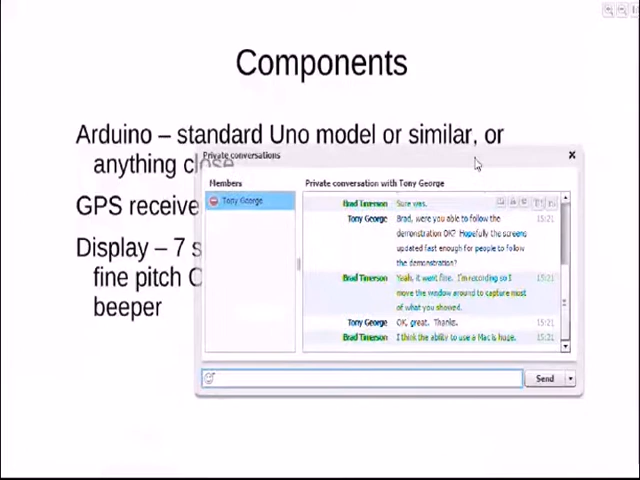 Components
Arduino – standard Uno model or similar, or
anything close
GPS receive
Display – 7 s
fine pitch C
beeper
Private conversations
Members
Tony George
Private conversation with Tony George
Brad Timerson Sure was.
Tony George Brad, were you able to follow the 15:21
demonstration OK? Hopefully the screens
updated fast enough for people to follow
the demonstration?
Brad Timerson Yeah, it went fine. I'm recording so I 15:21
move the window around to capture most
of what you showed.
Tony George OK, great. Thanks. 15:21
Brad Timerson I think the ability to use a Mac is huge. 15:21
Send